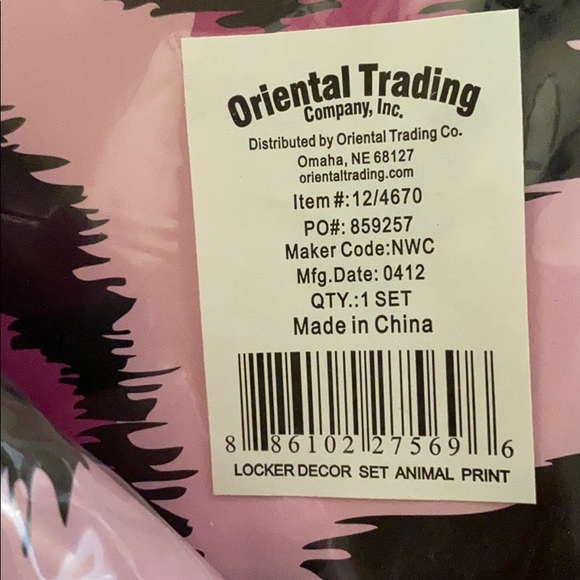 Oriental Trading
Company, Inc.
Distributed by Oriental Trading Co.
Omaha, NE 68127
orientaltrading.com
Item #:12/4670
PO#: 859257
Maker Code:NWC
Mfg.Date: 0412
QTY.:1 SET
Made in China
8 86102 27569 6
LOCKER DECOR SET ANIMAL PRINT